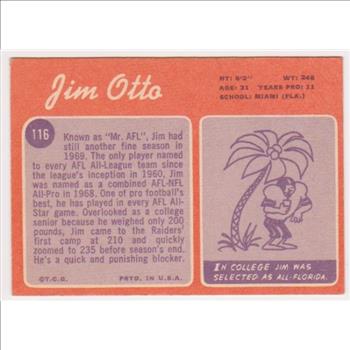 Jim Otto
HT: 6'2" WT: 248
AGE: 31 YEARS PRO: 11
SCHOOL: MIAMI (FLA.)
116
Known as "Mr. AFL", Jim had
still another fine season in
1969. The only player named
to every AFL All-League team since
the league's inception in 1960, Jim
was named to a combined AFL-NFL
All-Pro in 1968. One of pro football's
best, he has played in every AFL All-
Star game. Overlooked as a college
senior because he weighed only 200
pounds, Jim came to the Raiders'
first camp at 210 and quickly
zoomed to 235 before season's end.
He's a quick and punishing blocker.
©T.C.G. PRTD. IN U.S.A.
IN COLLEGE JIM WAS
SELECTED AS ALL-FLORIDA.